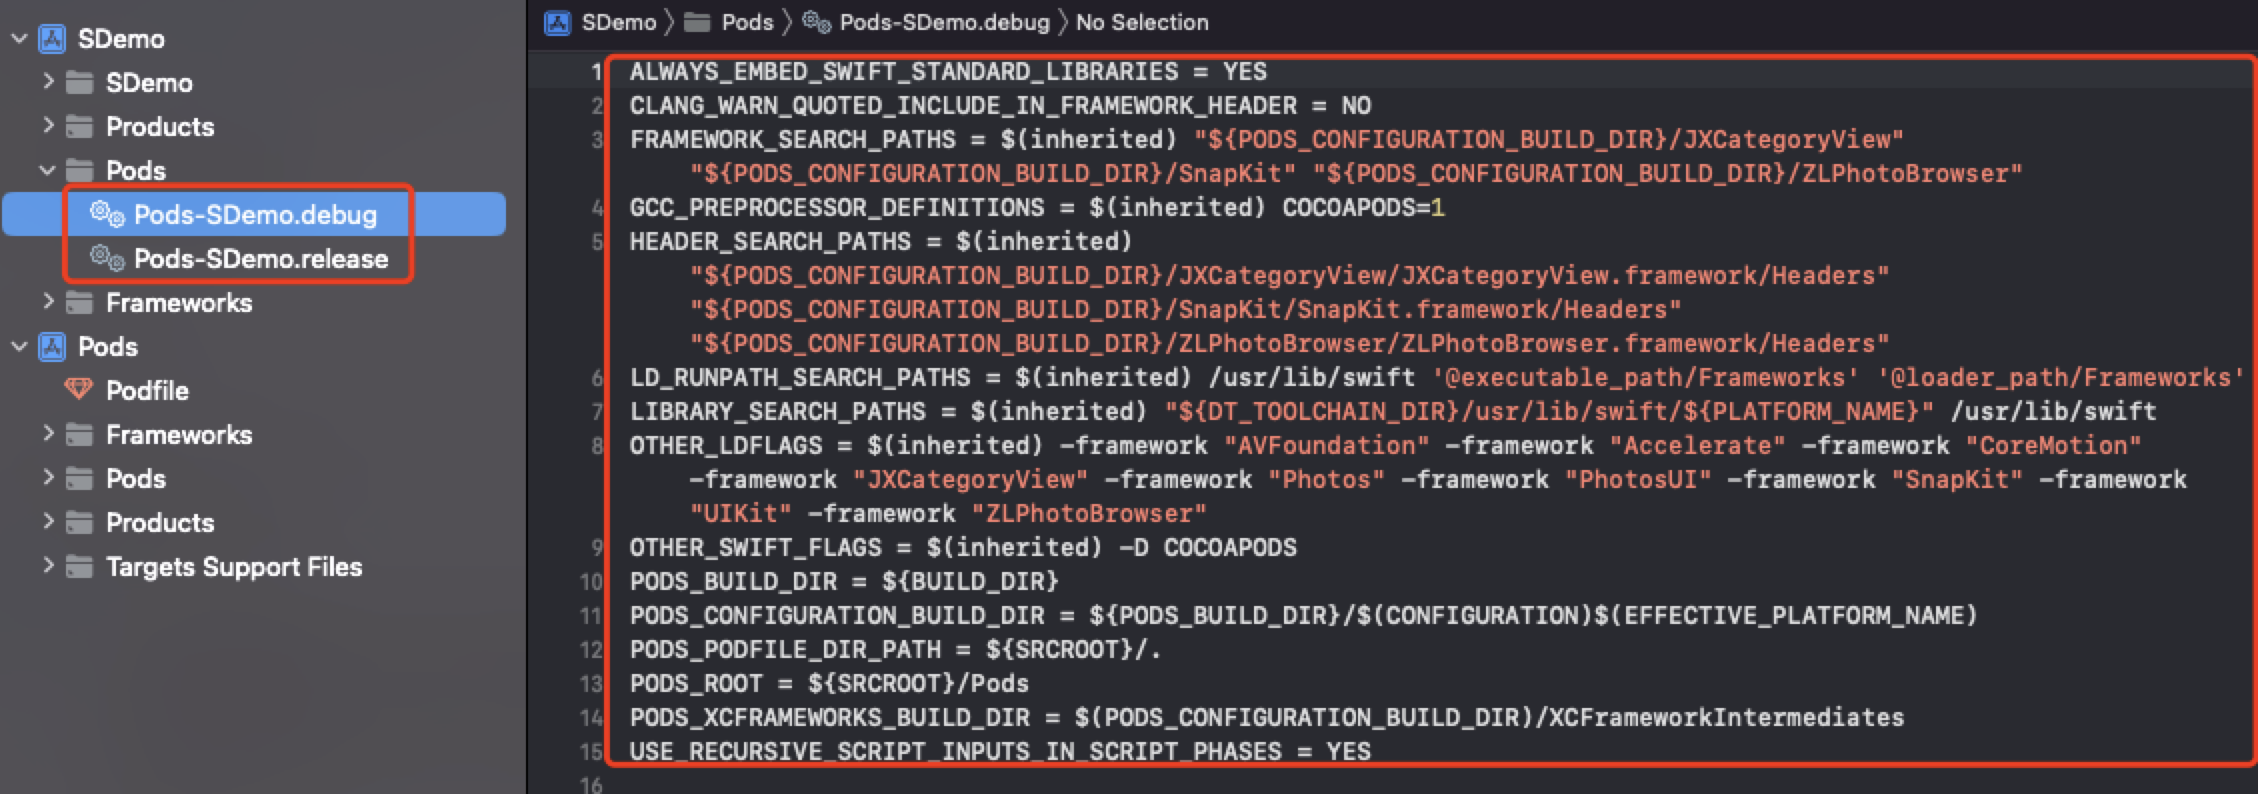 SDemo
SDemo
Products
Pods
Pods-SDemo.debug
Pods-SDemo.release
Frameworks
Pods
Podfile
Frameworks
Pods
Products
Targets Support Files
SDemo 〉 Pods 〉 Pods-SDemo.debug 〉 No Selection
1 ALWAYS_EMBED_SWIFT_STANDARD_LIBRARIES = YES
2 CLANG_WARN_QUOTED_INCLUDE_IN_FRAMEWORK_HEADER = NO
3 FRAMEWORK_SEARCH_PATHS = $(inherited) "${PODS_CONFIGURATION_BUILD_DIR}/JXCategoryView"
"${PODS_CONFIGURATION_BUILD_DIR}/SnapKit" "${PODS_CONFIGURATION_BUILD_DIR}/ZLPhotoBrowser"
4 GCC_PREPROCESSOR_DEFINITIONS = $(inherited) COCOAPODS=1
5 HEADER_SEARCH_PATHS = $(inherited)
"${PODS_CONFIGURATION_BUILD_DIR}/JXCategoryView/JXCategoryView.framework/Headers"
"${PODS_CONFIGURATION_BUILD_DIR}/SnapKit/SnapKit.framework/Headers"
"${PODS_CONFIGURATION_BUILD_DIR}/ZLPhotoBrowser/ZLPhotoBrowser.framework/Headers"
6 LD_RUNPATH_SEARCH_PATHS = $(inherited) /usr/lib/swift '@executable_path/Frameworks' '@loader_path/Frameworks'
7 LIBRARY_SEARCH_PATHS = $(inherited) "${DT_TOOLCHAIN_DIR}/usr/lib/swift/${PLATFORM_NAME}" /usr/lib/swift
8 OTHER_LDFLAGS = $(inherited) -framework "AVFoundation" -framework "Accelerate" -framework "CoreMotion"
-framework "JXCategoryView" -framework "Photos" -framework "PhotosUI" -framework "SnapKit" -framework
"UIKit" -framework "ZLPhotoBrowser"
9 OTHER_SWIFT_FLAGS = $(inherited) -D COCOAPODS
10 PODS_BUILD_DIR = ${BUILD_DIR}
11 PODS_CONFIGURATION_BUILD_DIR = ${PODS_BUILD_DIR}/$(CONFIGURATION)$(EFFECTIVE_PLATFORM_NAME)
12 PODS_PODFILE_DIR_PATH = ${SRCROOT}/.
13 PODS_ROOT = ${SRCROOT}/Pods
14 PODS_XCFRAMEWORKS_BUILD_DIR = $(PODS_CONFIGURATION_BUILD_DIR)/XCFrameworkIntermediates
15 USE_RECURSIVE_SCRIPT_INPUTS_IN_SCRIPT_PHASES = YES
16